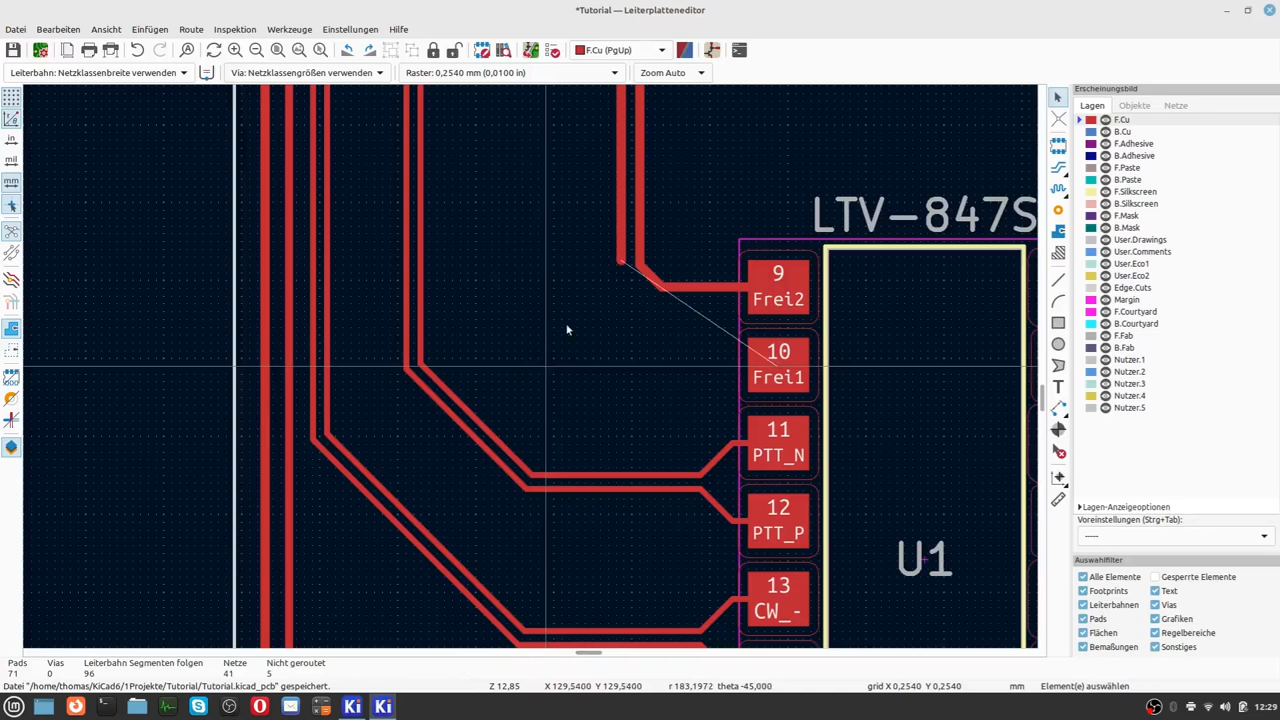 *Tutorial — Leiterplatteneditor
Datei Bearbeiten Ansicht Einfügen Route Inspektion Werkzeuge Einstellungen Hilfe
F.Cu (PgUp)
Leiterbahn: Netzklassenbreite verwenden Via: Netzklassengrößen verwenden Raster: 0,2540 mm (0,0100 in) Zoom Auto
Erscheinungsbild
Lagen Objekte Netze
F.Cu
B.Cu
F.Adhesive
B.Adhesive
F.Paste
B.Paste
F.Silkscreen
B.Silkscreen
F.Mask
B.Mask
User.Drawings
User.Comments
User.Eco1
User.Eco2
Edge.Cuts
Margin
F.Courtyard
B.Courtyard
F.Fab
B.Fab
Nutzer.1
Nutzer.2
Nutzer.3
Nutzer.4
Nutzer.5
in
mil
mm
LTV-847S
9
Frei2
10
Frei1
11
PTT_N
12
PTT_P
13
CW_-
U1
Lagen-Anzeigeoptionen
Voreinstellungen (Strg+Tab):
-----
Auswahlfilter
Alle Elemente Gesperrte Elemente
Footprints Text
Leiterbahnen Vias
Pads Grafiken
Flächen Regelbereiche
Bemaßungen Sonstiges
Pads Vias Leiterbahn Segmenten folgen Netze Nicht geroutet
71 0 96 41 5
Datei "/home/thomas/KiCad6/1Projekte/Tutorial/Tutorial.kicad_pcb" gespeichert. Z 12,85 X 129,5400 Y 129,5400 r 183,1972 theta -45,000 grid X 0,2540 Y 0,2540 mm Element(e) auswählen
12:29